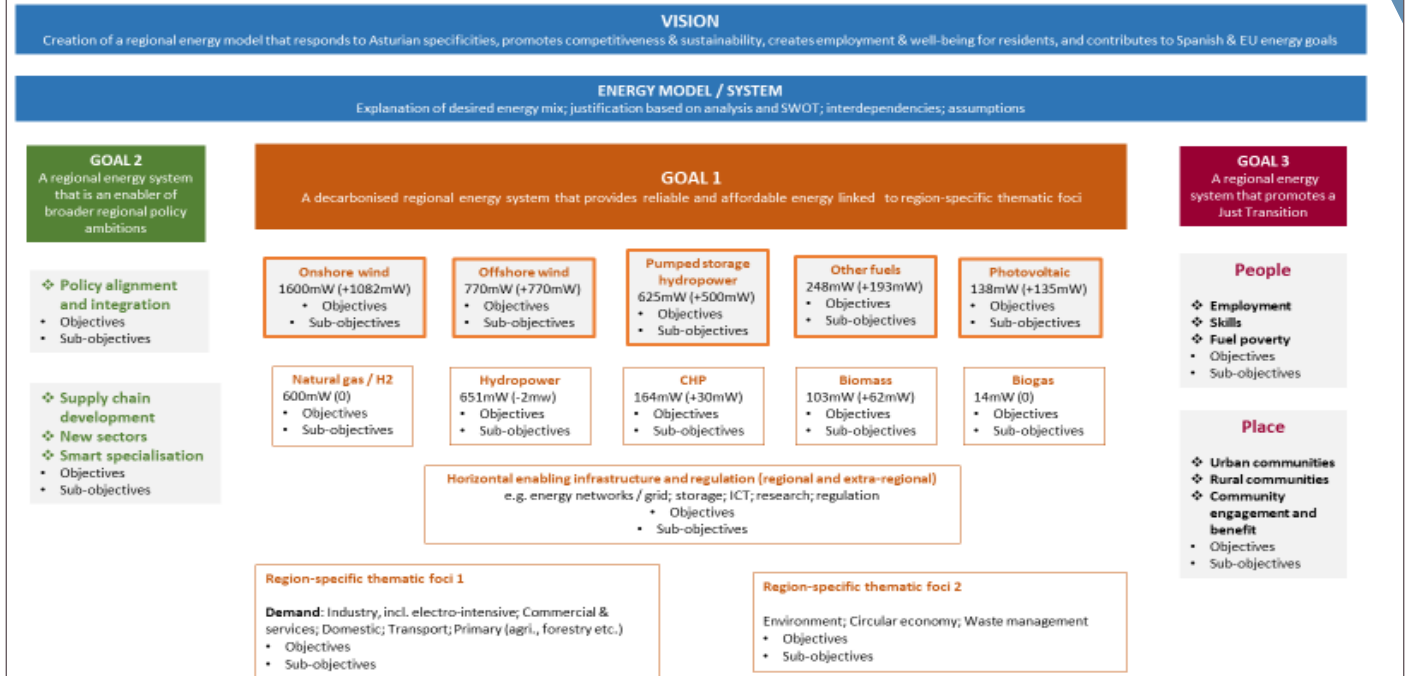 VISION
Creation of a regional energy model that responds to Asturian specificities, promotes competitiveness & sustainability, creates employment & well-being for residents, and contributes to Spanish & EU energy goals
ENERGY MODEL / SYSTEM
Explanation of desired energy mix; justification based on analysis and SWOT; interdependencies; assumptions
GOAL 2
A regional energy system
that is an enabler of
broader regional policy
ambitions
❖ Policy alignment
and integration
• Objectives
• Sub-objectives
❖ Supply chain
development
❖ New sectors
❖ Smart specialisation
• Objectives
• Sub-objectives
GOAL 1
A decarbonised regional energy system that provides reliable and affordable energy linked to region-specific thematic foci
Onshore wind
1600mW (+1082mW)
• Objectives
• Sub-objectives
Offshore wind
770mW (+770mW)
• Objectives
• Sub-objectives
Pumped storage
hydropower
625mW (+500mW)
• Objectives
• Sub-objectives
Other fuels
248mW (+193mW)
• Objectives
• Sub-objectives
Photovoltaic
138mW (+135mW)
• Objectives
• Sub-objectives
Natural gas / H2
600mW (0)
• Objectives
• Sub-objectives
Hydropower
651mW (-2mw)
• Objectives
• Sub-objectives
CHP
164mW (+30mW)
• Objectives
• Sub-objectives
Biomass
103mW (+62mW)
• Objectives
• Sub-objectives
Biogas
14mW (0)
• Objectives
• Sub-objectives
Horizontal enabling infrastructure and regulation (regional and extra-regional)
e.g. energy networks / grid; storage; ICT; research; regulation
• Objectives
• Sub-objectives
Region-specific thematic foci 1
Demand: Industry, incl. electro-intensive; Commercial &
services; Domestic; Transport; Primary (agri., forestry etc.)
• Objectives
• Sub-objectives
Region-specific thematic foci 2
Environment; Circular economy; Waste management
• Objectives
• Sub-objectives
GOAL 3
A regional energy
system that promotes a
Just Transition
People
❖ Employment
❖ Skills
❖ Fuel poverty
• Objectives
• Sub-objectives
Place
❖ Urban communities
❖ Rural communities
❖ Community
engagement and
benefit
• Objectives
• Sub-objectives